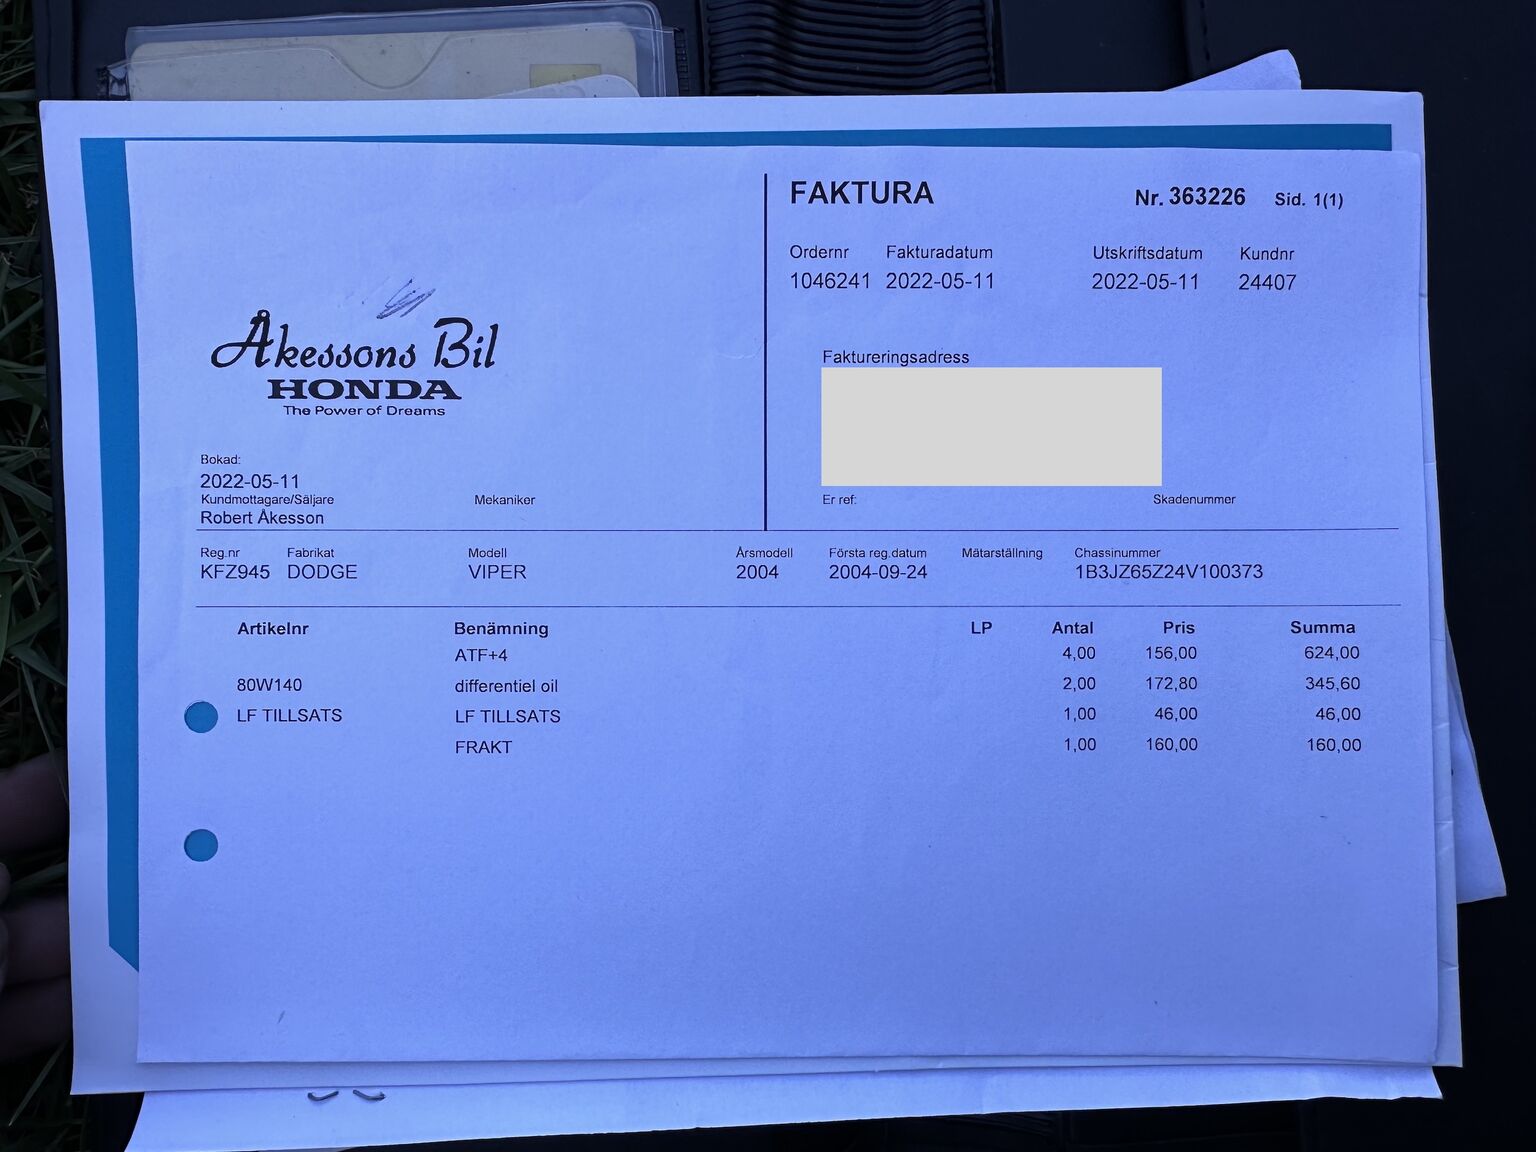 FAKTURA Nr. 363226 Sid. 1(1)
Ordernr Fakturadatum Utskriftsdatum Kundnr
1046241 2022-05-11 2022-05-11 24407
Åkessons Bil
HONDA
The Power of Dreams
Faktureringsadress
Bokad:
2022-05-11
Kundmottagare/Säljare Mekaniker Er ref: Skadenummer
Robert Åkesson
Reg.nr Fabrikat Modell Årsmodell Första reg.datum Mätarställning Chassinummer
KFZ945 DODGE VIPER 2004 2004-09-24 1B3JZ65Z24V100373
Artikelnr Benämning LP Antal Pris Summa
ATF+4 4,00 156,00 624,00
80W140 differentiel oil 2,00 172,80 345,60
LF TILLSATS LF TILLSATS 1,00 46,00 46,00
FRAKT 1,00 160,00 160,00